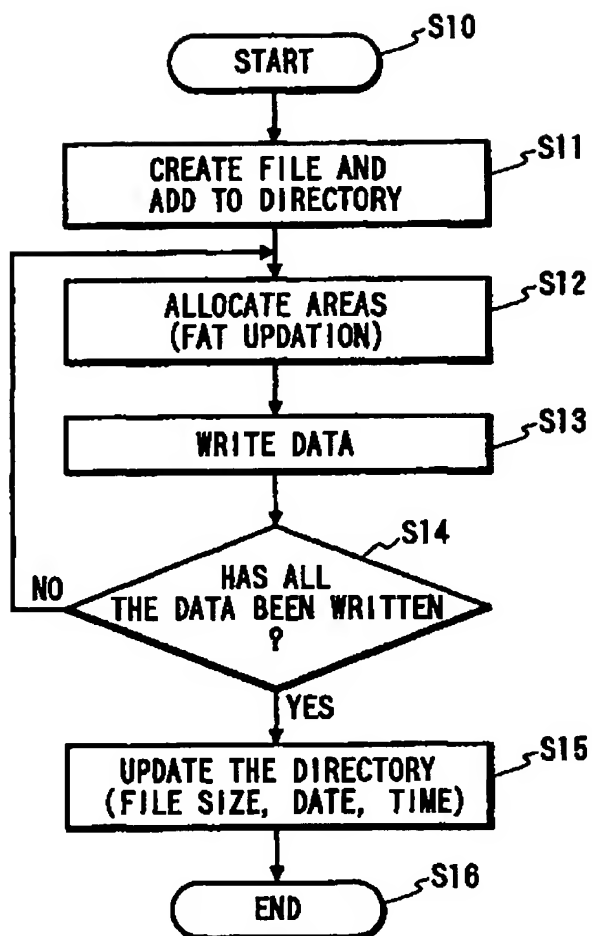 S10
START
S11
CREATE FILE AND
ADD TO DIRECTORY
S12
ALLOCATE AREAS
(FAT UPDATION)
S13
WRITE DATA
S14
HAS ALL
THE DATA BEEN WRITTEN
?
NO
YES
S15
UPDATE THE DIRECTORY
(FILE SIZE, DATE, TIME)
S16
END